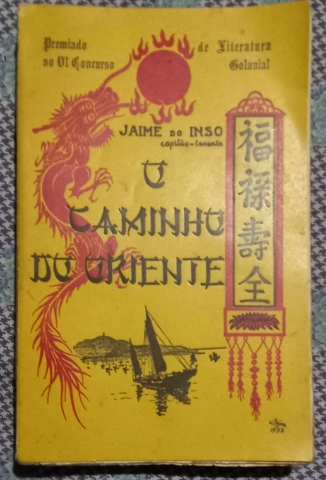 Premiado de Literatura
no VI Concurso Colonial
JAIME DO INSO
capitão-tenente
O
CAMINHO
DO ORIENTE
福
祿
壽
全